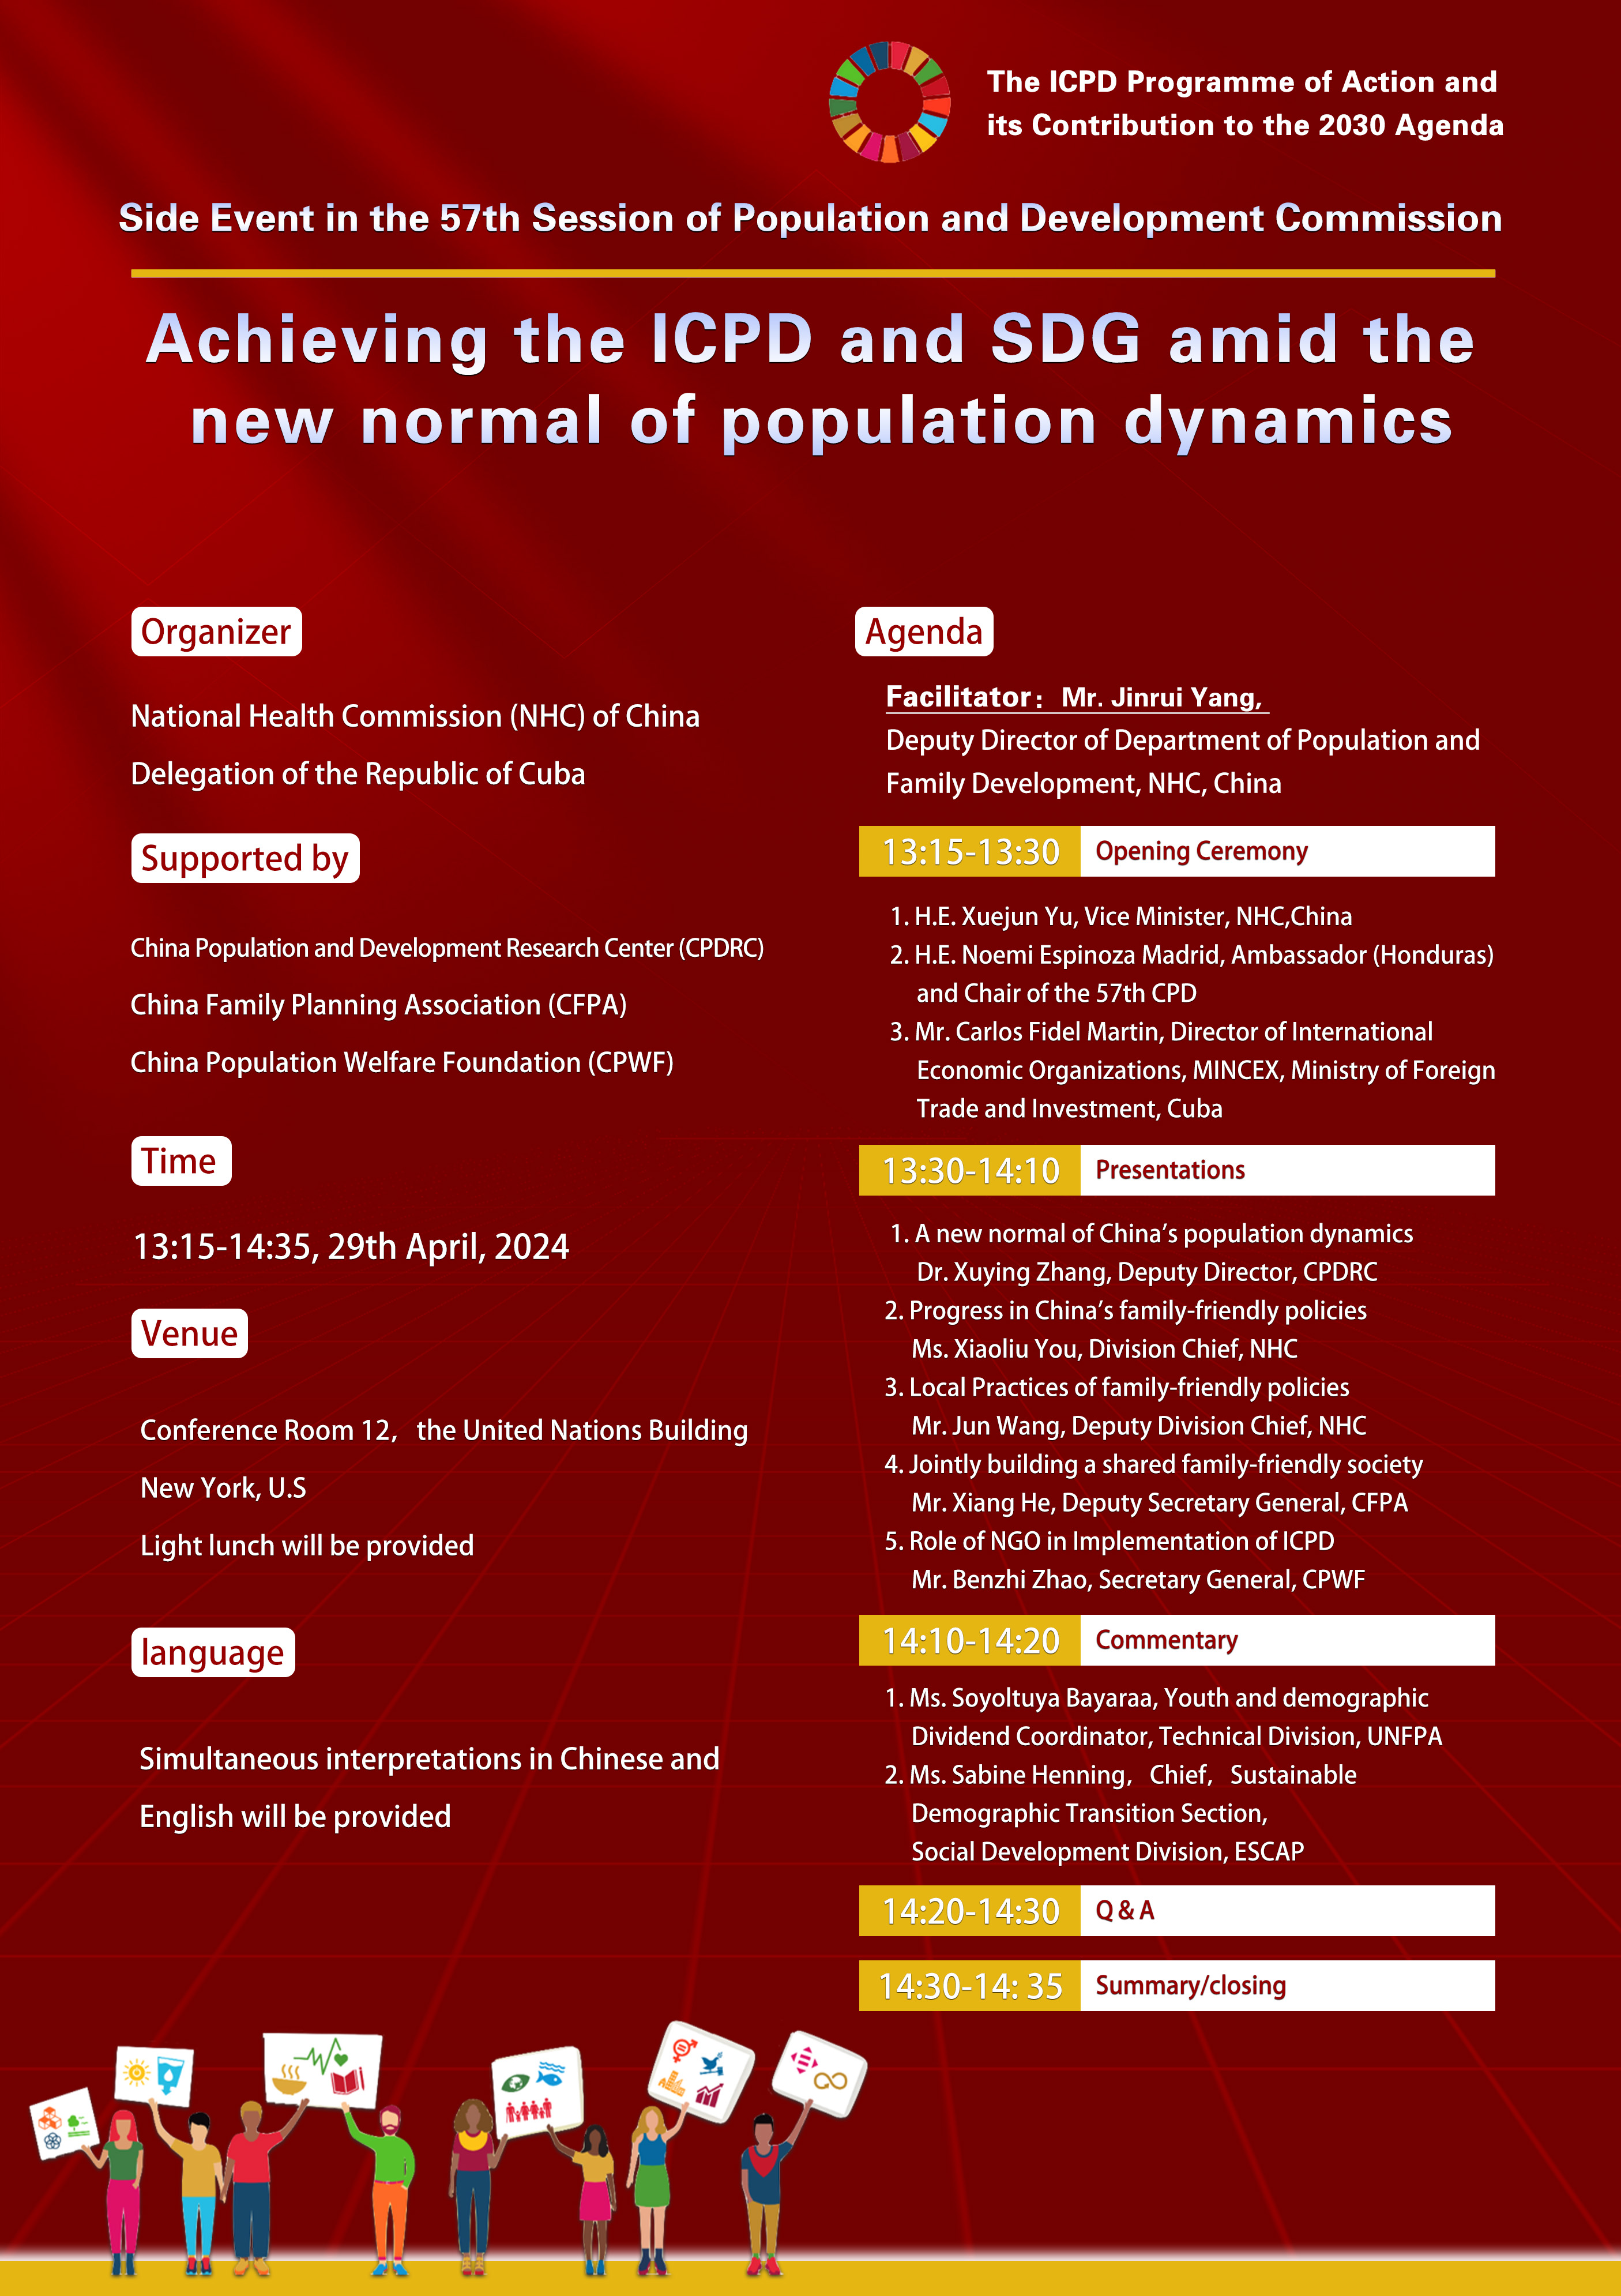 The ICPD Programme of Action and
its Contribution to the 2030 Agenda
Side Event in the 57th Session of Population and Development Commission
Achieving the ICPD and SDG amid the
new normal of population dynamics
Organizer
National Health Commission (NHC) of China
Delegation of the Republic of Cuba
Supported by
China Population and Development Research Center (CPDRC)
China Family Planning Association (CFPA)
China Population Welfare Foundation (CPWF)
Time
13:15-14:35, 29th April, 2024
Venue
Conference Room 12,  the United Nations Building
New York, U.S
Light lunch will be provided
language
Simultaneous interpretations in Chinese and
English will be provided
Agenda
Facilitator: Mr. Jinrui Yang,
Deputy Director of Department of Population and
Family Development, NHC, China
13:15-13:30 Opening Ceremony
1. H.E. Xuejun Yu, Vice Minister, NHC,China
2. H.E. Noemi Espinoza Madrid, Ambassador (Honduras)
and Chair of the 57th CPD
3. Mr. Carlos Fidel Martin, Director of International
Economic Organizations, MINCEX, Ministry of Foreign
Trade and Investment, Cuba
13:30-14:10 Presentations
1. A new normal of China's population dynamics
Dr. Xuying Zhang, Deputy Director, CPDRC
2. Progress in China's family-friendly policies
Ms. Xiaoliu You, Division Chief, NHC
3. Local Practices of family-friendly policies
Mr. Jun Wang, Deputy Division Chief, NHC
4. Jointly building a shared family-friendly society
Mr. Xiang He, Deputy Secretary General, CFPA
5. Role of NGO in Implementation of ICPD
Mr. Benzhi Zhao, Secretary General, CPWF
14:10-14:20 Commentary
1. Ms. Soyoltuya Bayaraa, Youth and demographic
Dividend Coordinator, Technical Division, UNFPA
2. Ms. Sabine Henning,  Chief,  Sustainable
Demographic Transition Section,
Social Development Division, ESCAP
14:20-14:30 Q & A
14:30-14: 35 Summary/closing